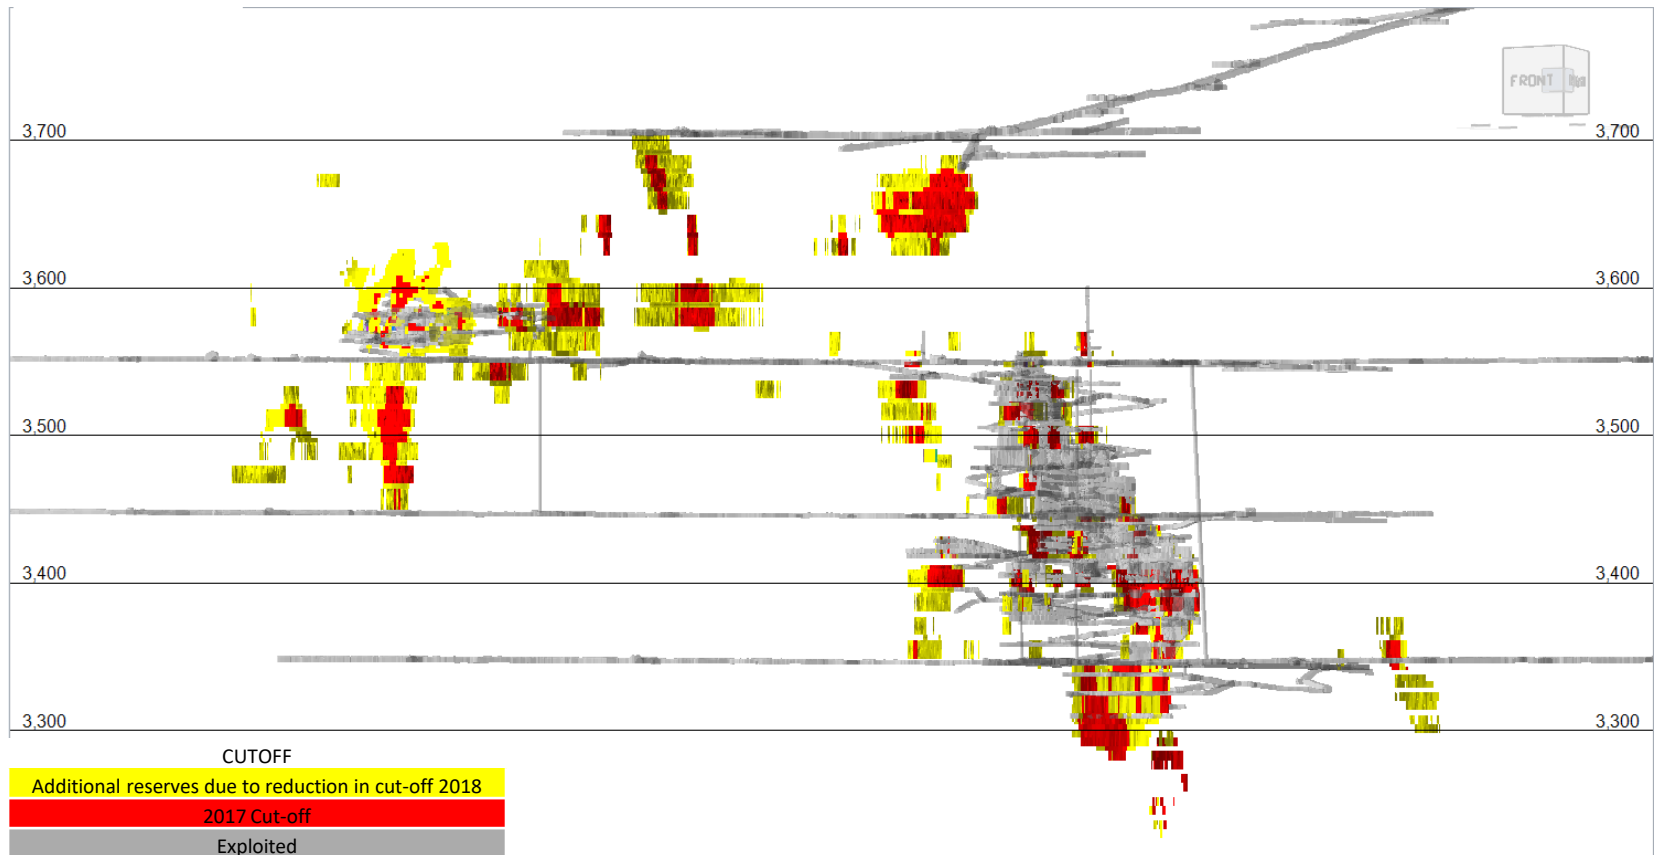 FRONT
3,700 3,700
3,600 3,600
3,500 3,500
3,400 3,400
3,300 3,300
CUTOFF
Additional reserves due to reduction in cut-off 2018
2017 Cut-off
Exploited